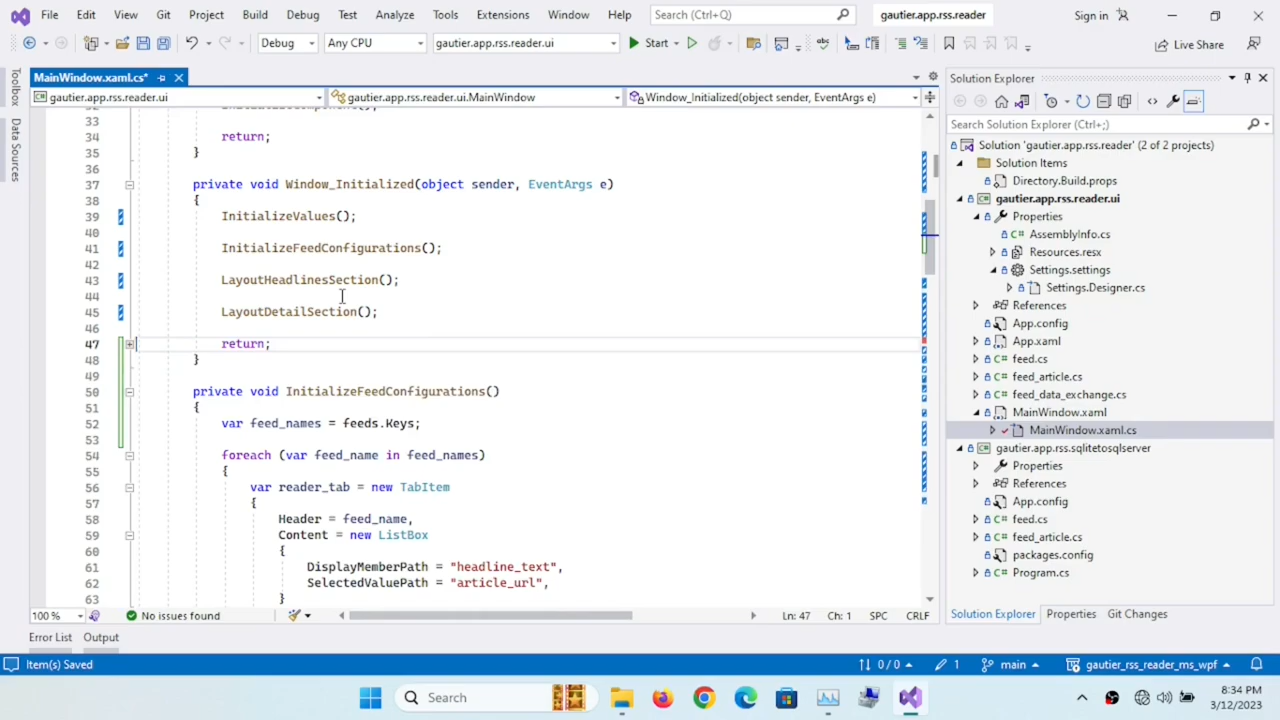 File Edit View Git Project Build Debug Test Analyze Tools Extensions Window Help Search (Ctrl+Q) gautier.app.rss.reader Sign in
Debug Any CPU gautier.app.rss.reader.ui Start Live Share
Toolbox
Data Sources
MainWindow.xaml.cs*
gautier.app.rss.reader.ui gautier.app.rss.reader.ui.MainWindow Window_Initialized(object sender, EventArgs e)
33
34 return;
35 }
36
37 private void Window_Initialized(object sender, EventArgs e)
38 {
39 InitializeValues();
40
41 InitializeFeedConfigurations();
42
43 LayoutHeadlinesSection();
44
45 LayoutDetailSection();
46
47 return;
48 }
49
50 private void InitializeFeedConfigurations()
51 {
52 var feed_names = feeds.Keys;
53
54 foreach (var feed_name in feed_names)
55 {
56 var reader_tab = new TabItem
57 {
58 Header = feed_name,
59 Content = new ListBox
60 {
61 DisplayMemberPath = "headline_text",
62 SelectedValuePath = "article_url",
63 }
100 % No issues found Ln: 47 Ch: 1 SPC CRLF
Error List Output
Solution Explorer
Search Solution Explorer (Ctrl+;)
Solution 'gautier.app.rss.reader' (2 of 2 projects)
Solution Items
Directory.Build.props
gautier.app.rss.reader.ui
Properties
AssemblyInfo.cs
Resources.resx
Settings.settings
Settings.Designer.cs
References
App.config
App.xaml
feed.cs
feed_article.cs
feed_data_exchange.cs
MainWindow.xaml
MainWindow.xaml.cs
gautier.app.rss.sqlitetosqlserver
Properties
References
App.config
feed.cs
feed_article.cs
packages.config
Program.cs
Solution Explorer Properties Git Changes
Item(s) Saved 0 / 0 1 main gautier_rss_reader_ms_wpf
Search
8:34 PM
3/12/2023